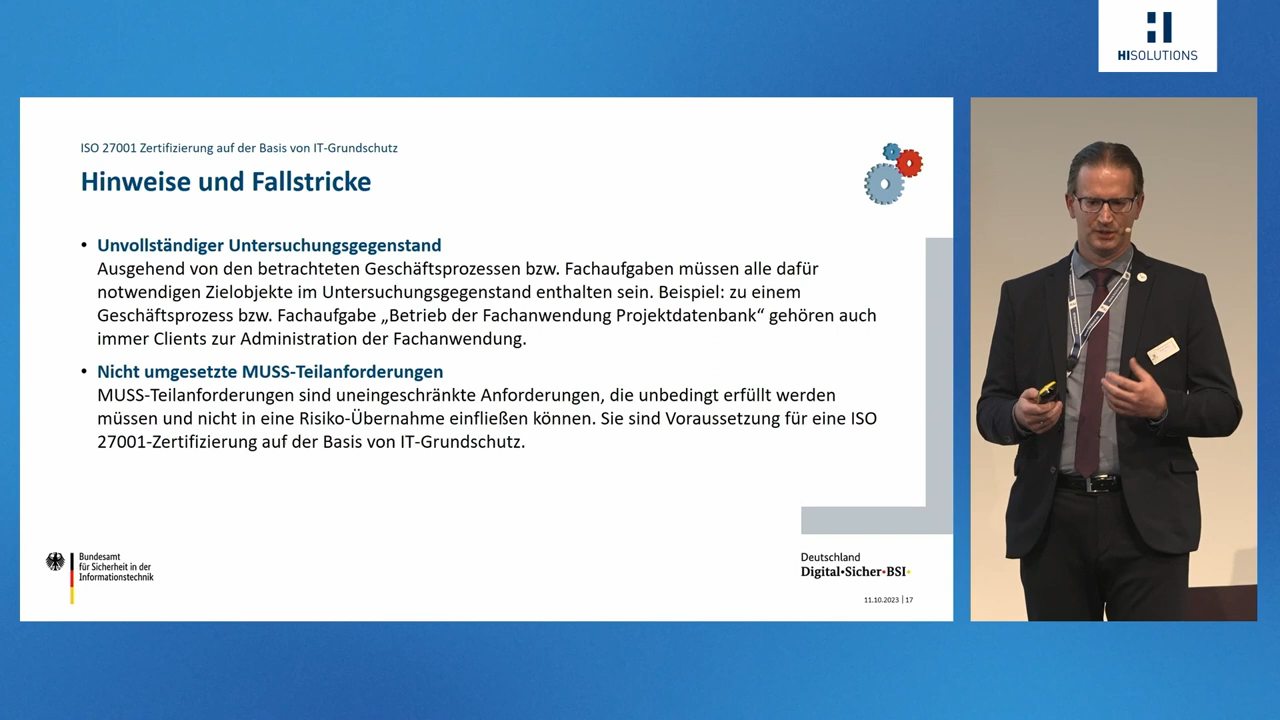 HISOLUTIONS
ISO 27001 Zertifizierung auf der Basis von IT-Grundschutz
Hinweise und Fallstricke
• Unvollständiger Untersuchungsgegenstand
Ausgehend von den betrachteten Geschäftsprozessen bzw. Fachaufgaben müssen alle dafür
notwendigen Zielobjekte im Untersuchungsgegenstand enthalten sein. Beispiel: zu einem
Geschäftsprozess bzw. Fachaufgabe „Betrieb der Fachanwendung Projektdatenbank“ gehören auch
immer Clients zur Administration der Fachanwendung.
• Nicht umgesetzte MUSS-Teilanforderungen
MUSS-Teilanforderungen sind uneingeschränkte Anforderungen, die unbedingt erfüllt werden
müssen und nicht in eine Risiko-Übernahme einfließen können. Sie sind Voraussetzung für eine ISO
27001-Zertifizierung auf der Basis von IT-Grundschutz.
Bundesamt
für Sicherheit in der
Informationstechnik
Deutschland
Digital•Sicher•BSI•
11.10.2023 | 17